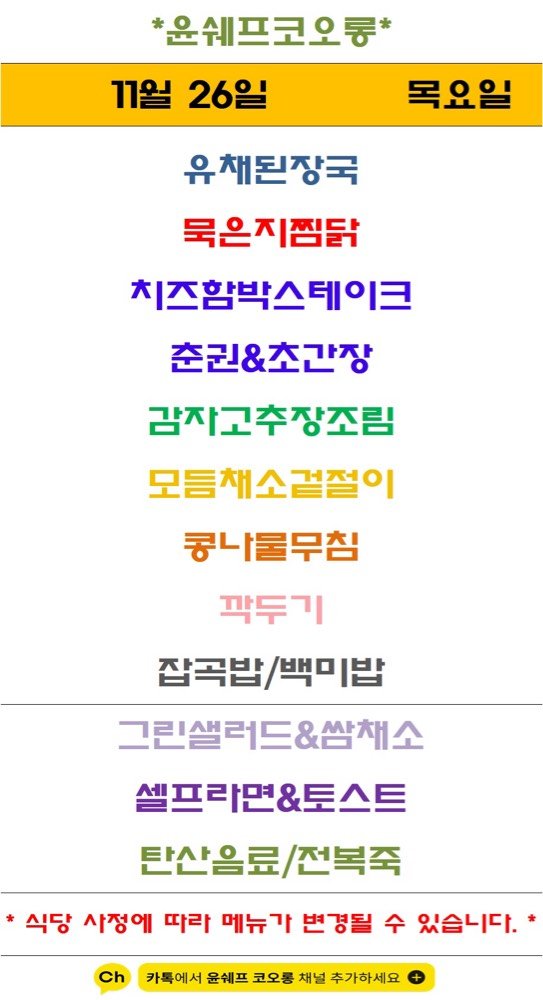 *윤쉐프코오롱*
11월 26일 목요일
유채된장국
묵은지찜닭
치즈함박스테이크
춘권&초간장
감자고추장조림
모듬채소겉절이
콩나물무침
깍두기
잡곡밥/백미밥
그린샐러드&쌈채소
셀프라면&토스트
탄산음료/전복죽
* 식당 사정에 따라 메뉴가 변경될 수 있습니다. *
Ch 카톡에서 윤쉐프 코오롱 채널 추가하세요 +